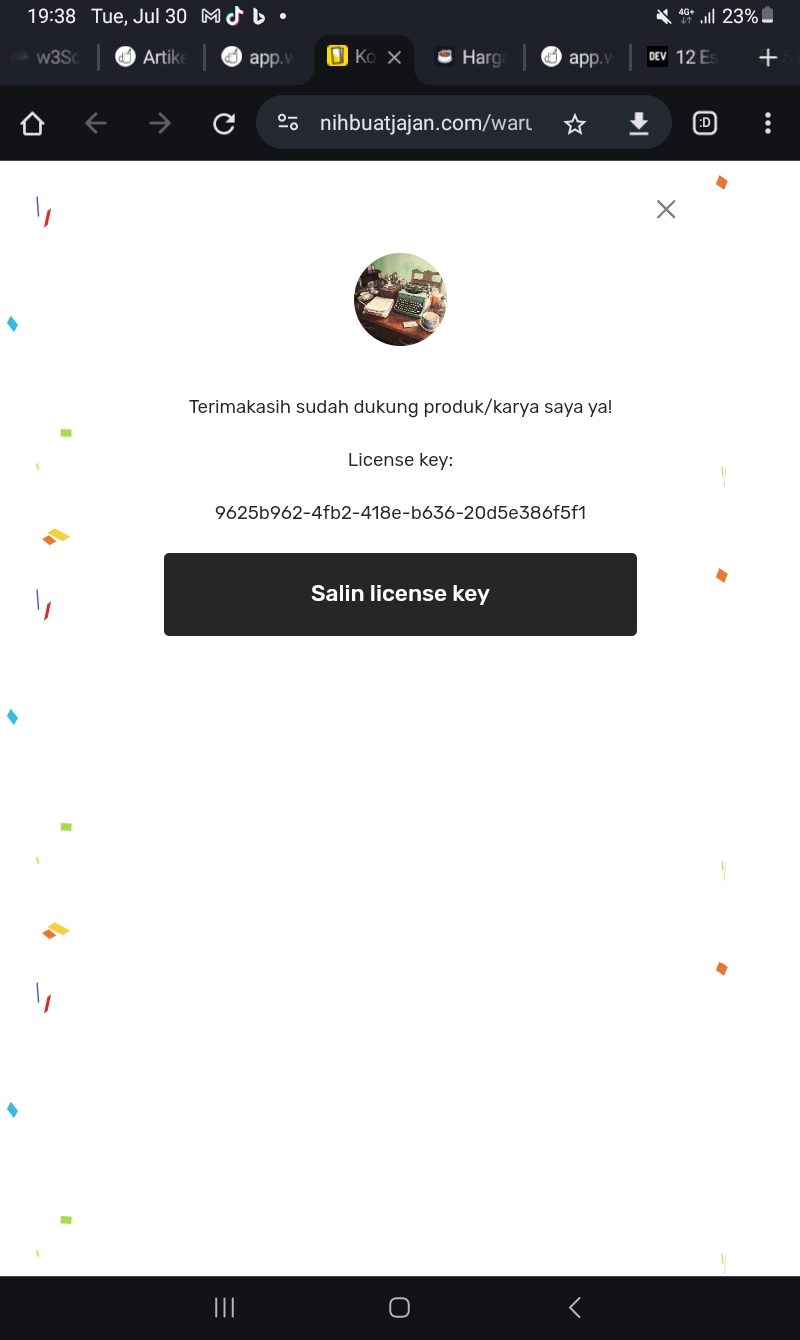 19:38 Tue, Jul 30 23%
w3Sc Artike app.v Ko Harga app.v DEV 12 Es
nihbuatjajan.com/waru :D
Terimakasih sudah dukung produk/karya saya ya!
License key:
9625b962-4fb2-418e-b636-20d5e386f5f1
Salin license key